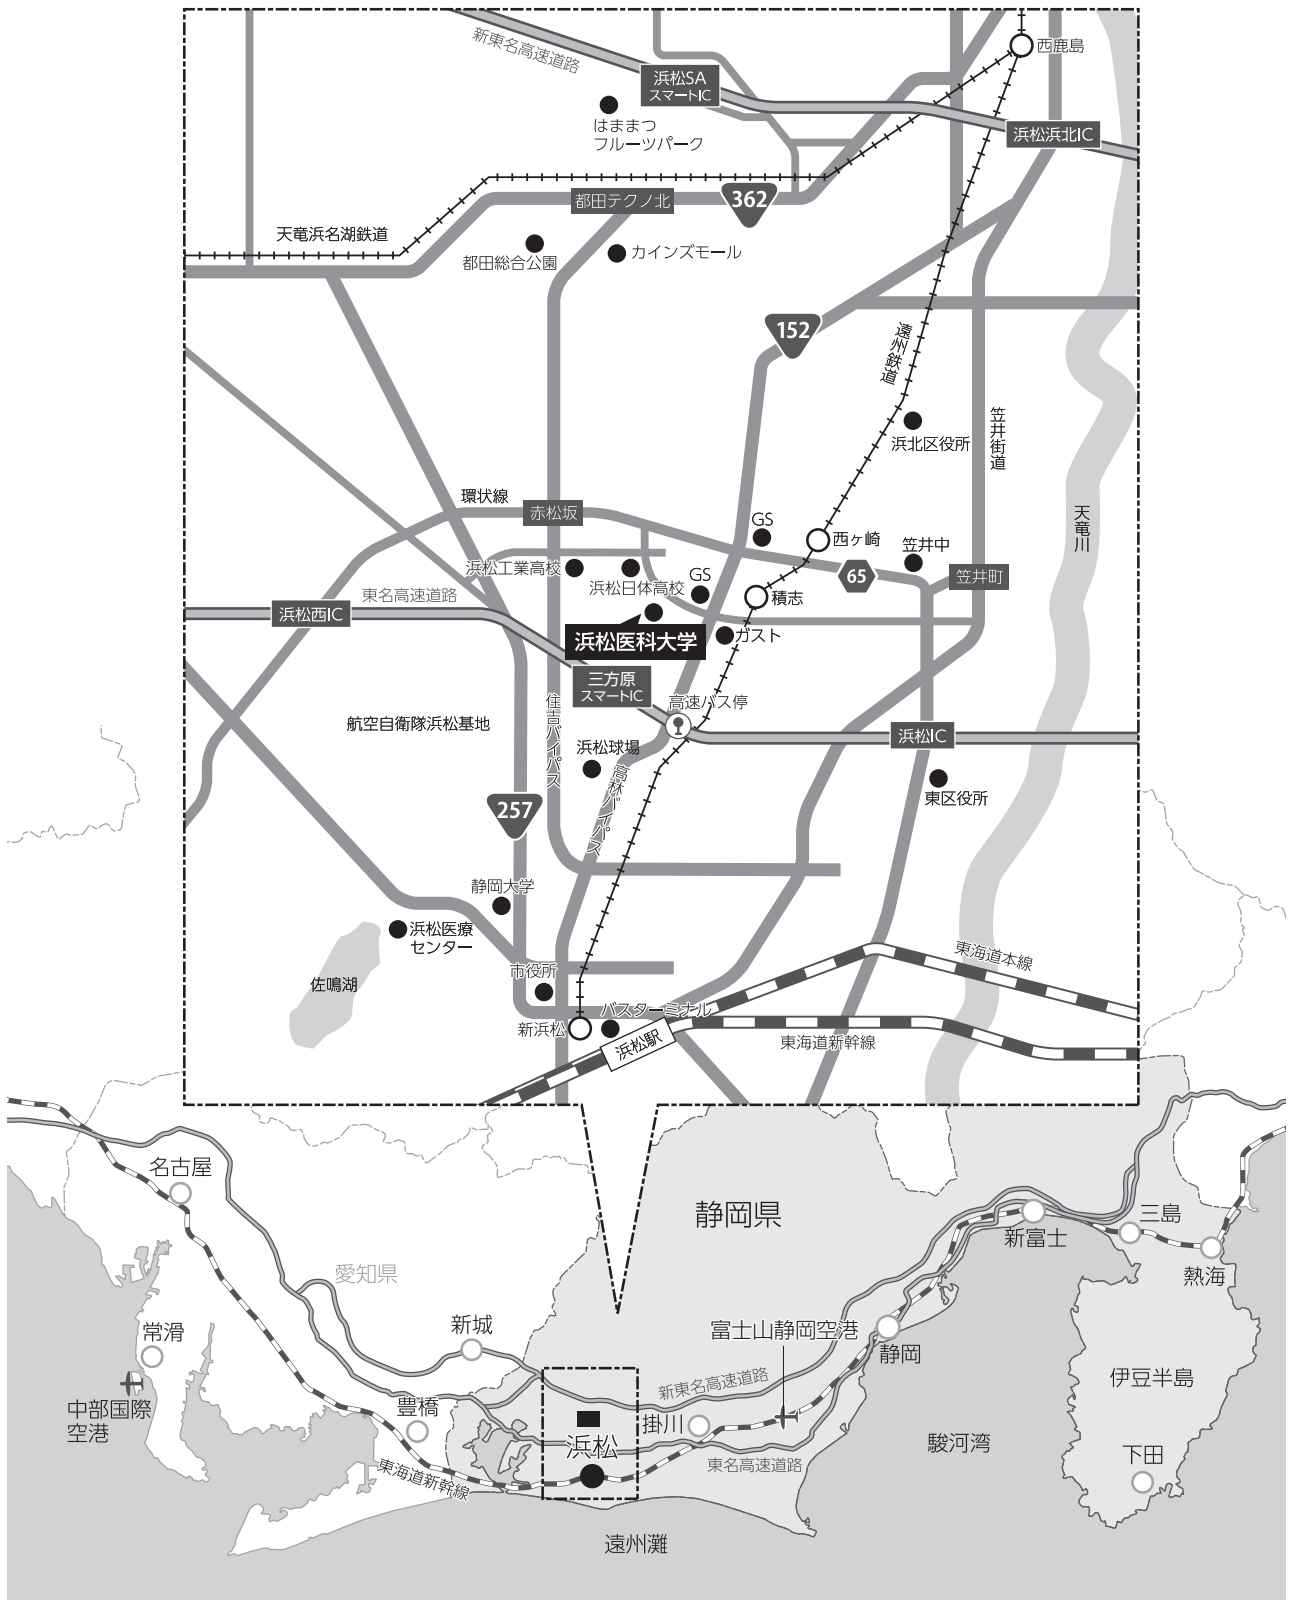 新東名高速道路
浜松SA
スマートIC
西鹿島
はままつ
フルーツパーク
浜松浜北IC
都田テクノ北
362
天竜浜名湖鉄道
都田総合公園
カインズモール
152
遠州鉄道
浜北区役所
笠井街道
環状線
赤松坂
GS
西ヶ崎
笠井中
天竜川
浜松工業高校
浜松日体高校
GS
65
笠井町
東名高速道路
浜松西IC
積志
浜松医科大学
ガスト
三方原
スマートIC
高速バス停
住吉バイパス
航空自衛隊浜松基地
浜松IC
浜松球場
高林バイパス
東区役所
257
静岡大学
浜松医療
センター
佐鳴湖
市役所
東海道本線
バスターミナル
新浜松
浜松駅
東海道新幹線
名古屋
静岡県
三島
新富士
愛知県
熱海
常滑
新城
富士山静岡空港
静岡
中部国際
空港
新東名高速道路
伊豆半島
豊橋
掛川
浜松
駿河湾
下田
東名高速道路
東海道新幹線
遠州灘